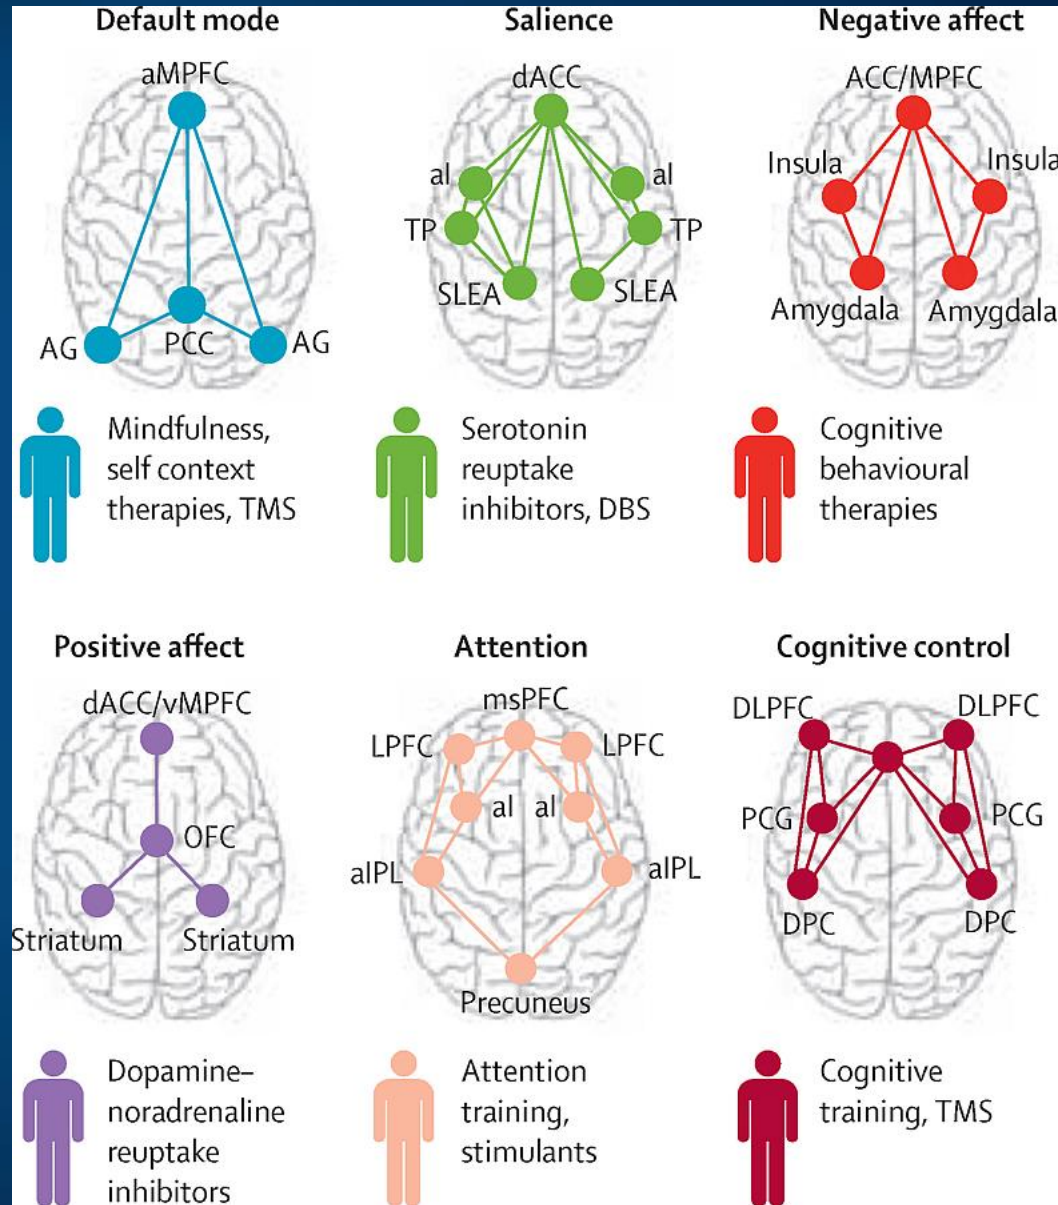 Default mode
aMPFC
AG
PCC
AG
Mindfulness,
self context
therapies, TMS
Salience
dACC
aI
aI
TP
TP
SLEA
SLEA
Serotonin
reuptake
inhibitors, DBS
Negative affect
ACC/MPFC
Insula
Insula
Amygdala
Amygdala
Cognitive
behavioural
therapies
Positive affect
dACC/vMPFC
OFC
Striatum
Striatum
Dopamine–
noradrenaline
reuptake
inhibitors
Attention
msPFC
LPFC
LPFC
aI
aI
aIPL
aIPL
Precuneus
Attention
training,
stimulants
Cognitive control
DLPFC
DLPFC
PCG
PCG
DPC
DPC
Cognitive
training, TMS